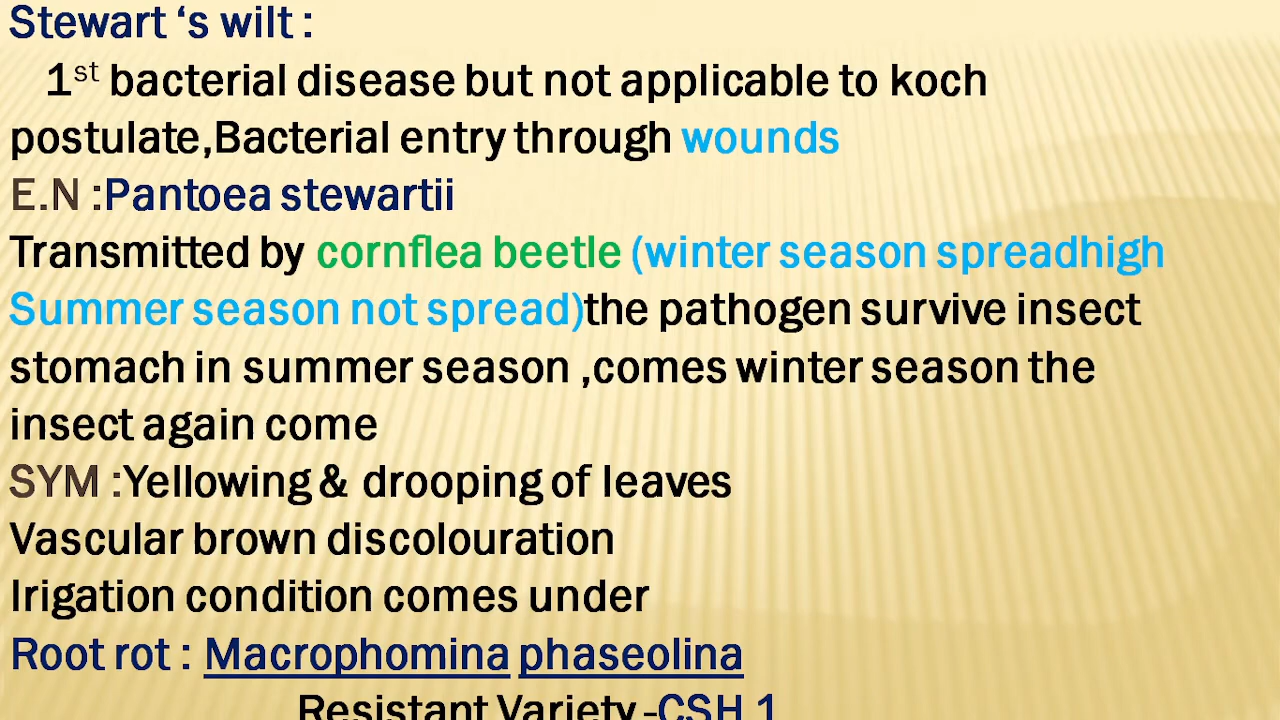 Stewart ‘s wilt :
1st bacterial disease but not applicable to koch
postulate,Bacterial entry through wounds
E.N :Pantoea stewartii
Transmitted by cornflea beetle (winter season spreadhigh
Summer season not spread)the pathogen survive insect
stomach in summer season ,comes winter season the
insect again come
SYM :Yellowing & drooping of leaves
Vascular brown discolouration
Irigation condition comes under
Root rot : Macrophomina phaseolina
Resistant Variety -CSH 1